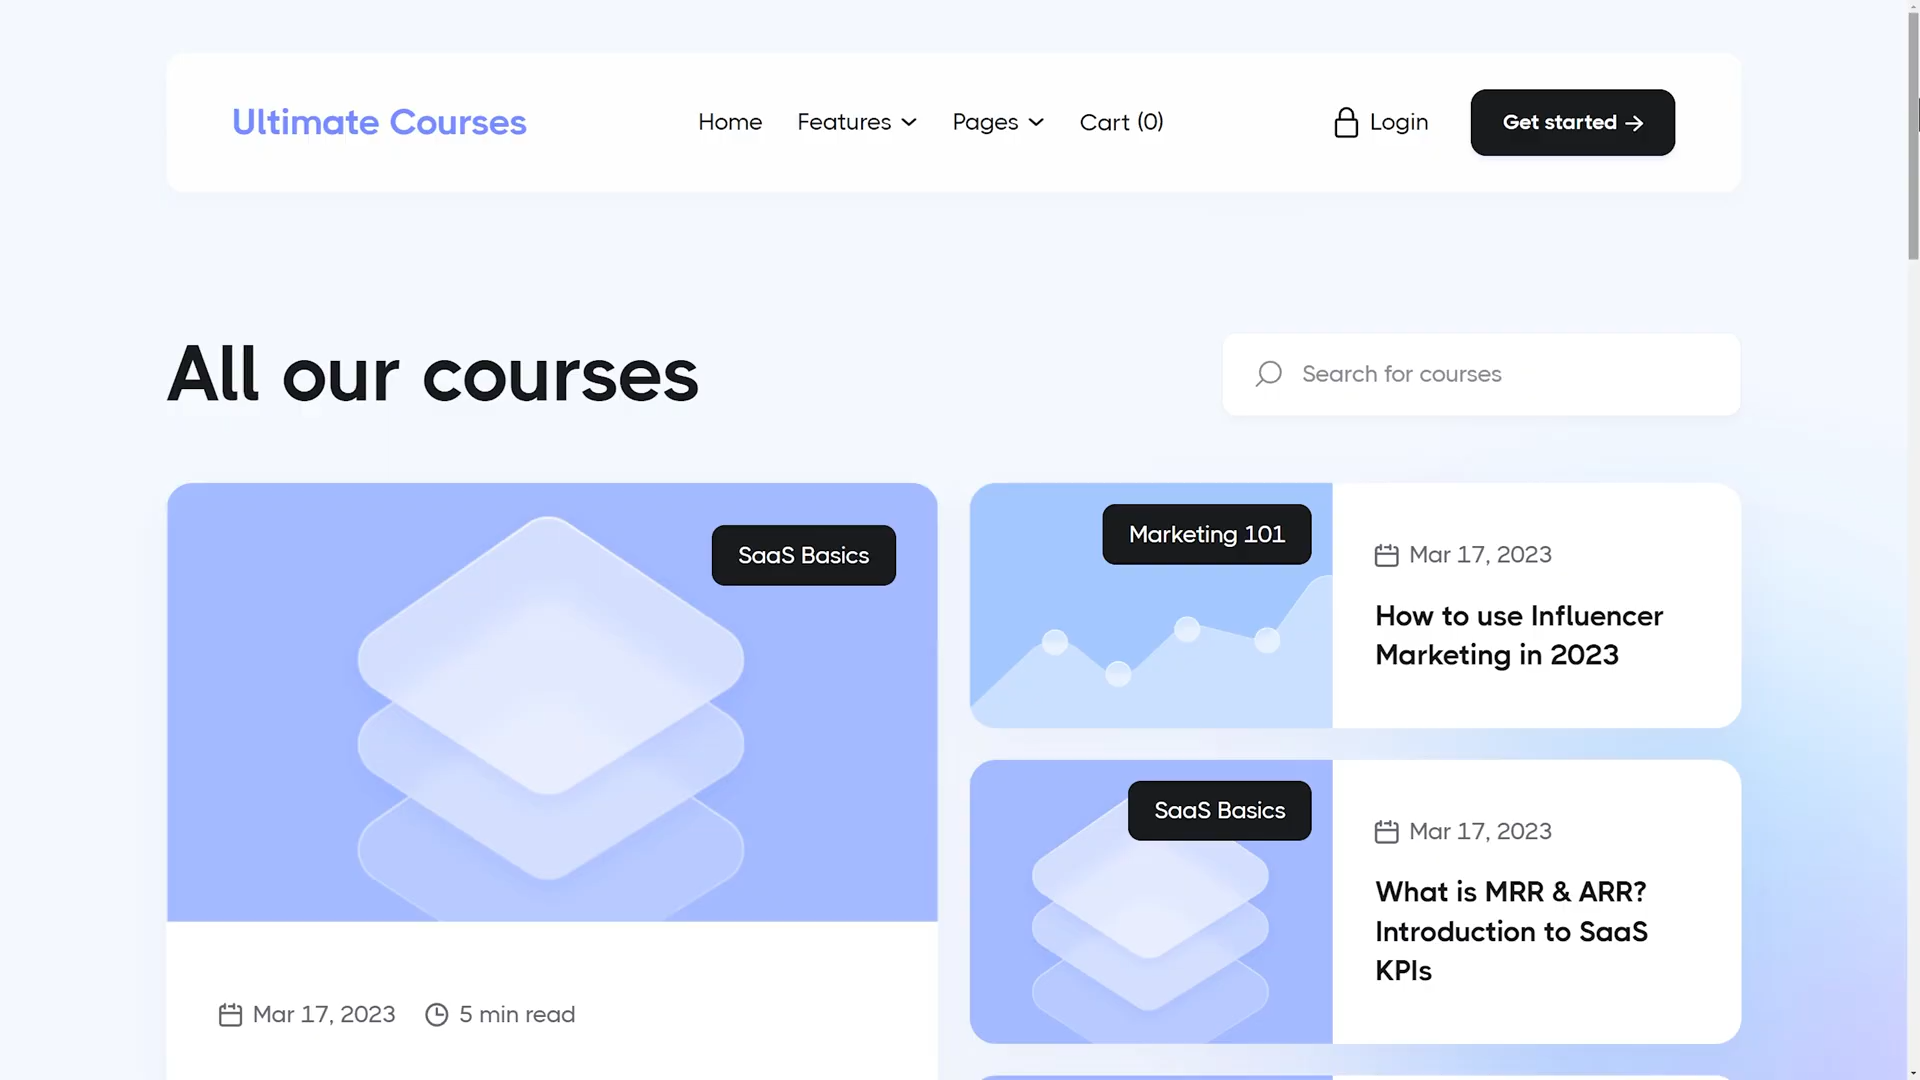 Ultimate Courses
Home
Features
Pages
Cart (0)
Login
Get started →
All our courses
Search for courses
SaaS Basics
Mar 17, 2023
5 min read
Marketing 101
Mar 17, 2023
How to use Influencer
Marketing in 2023
SaaS Basics
Mar 17, 2023
What is MRR & ARR?
Introduction to SaaS
KPIs